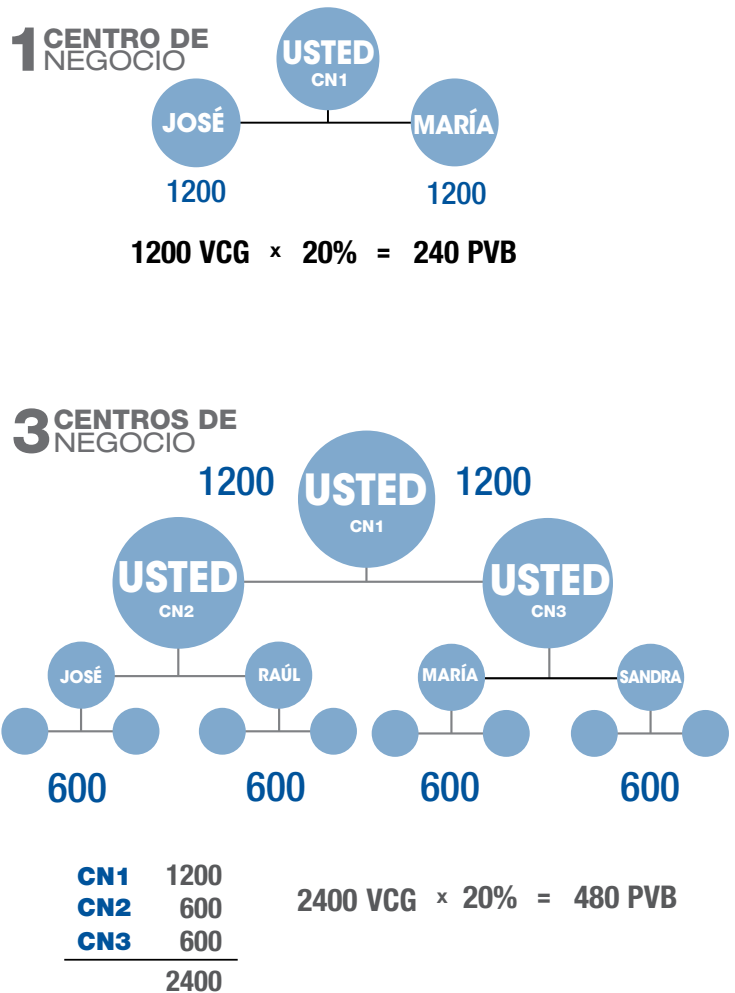 1 CENTRO DE
NEGOCIO
USTED
CN1
JOSÉ
MARÍA
1200
1200
1200 VCG x 20% = 240 PVB
3 CENTROS DE
NEGOCIO
1200
USTED
CN1
1200
USTED
CN2
USTED
CN3
JOSÉ
RAÚL
MARÍA
SANDRA
600
600
600
600
CN1 1200
CN2 600
CN3 600
2400
2400 VCG x 20% = 480 PVB